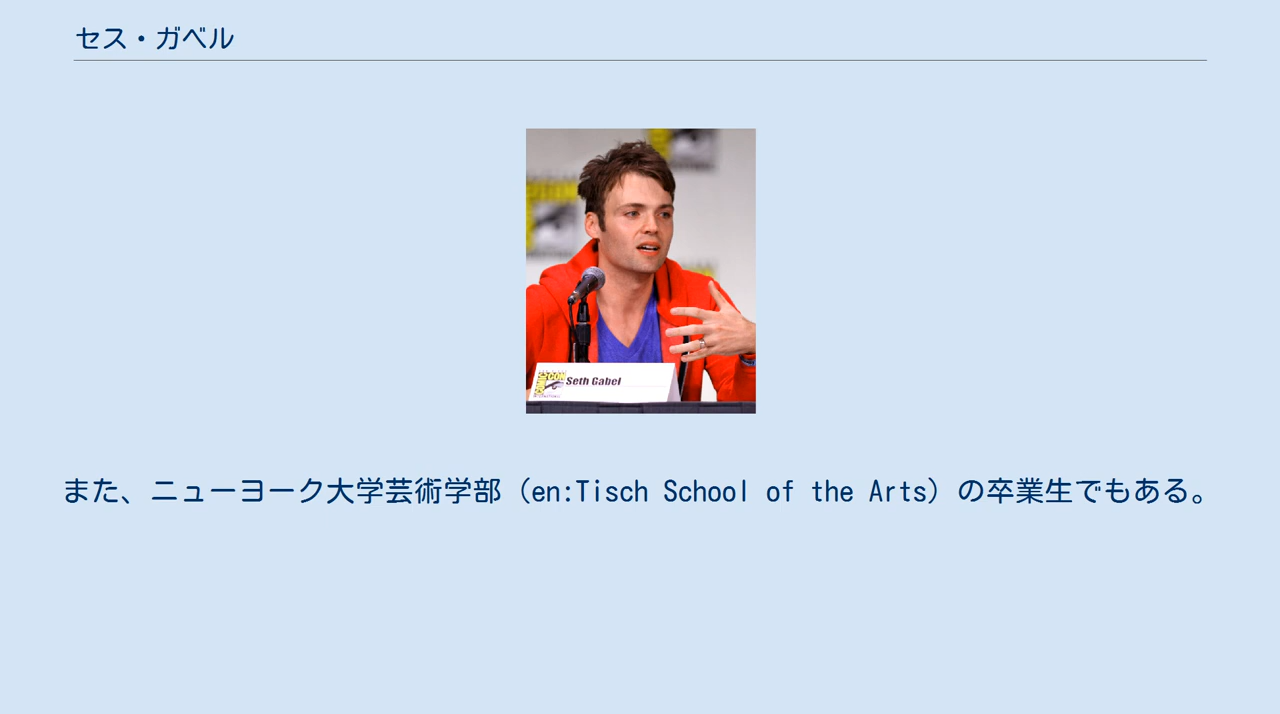 セス・ガベル
CON
Seth Gabel
また、ニューヨーク大学芸術学部（en:Tisch School of the Arts）の卒業生でもある。